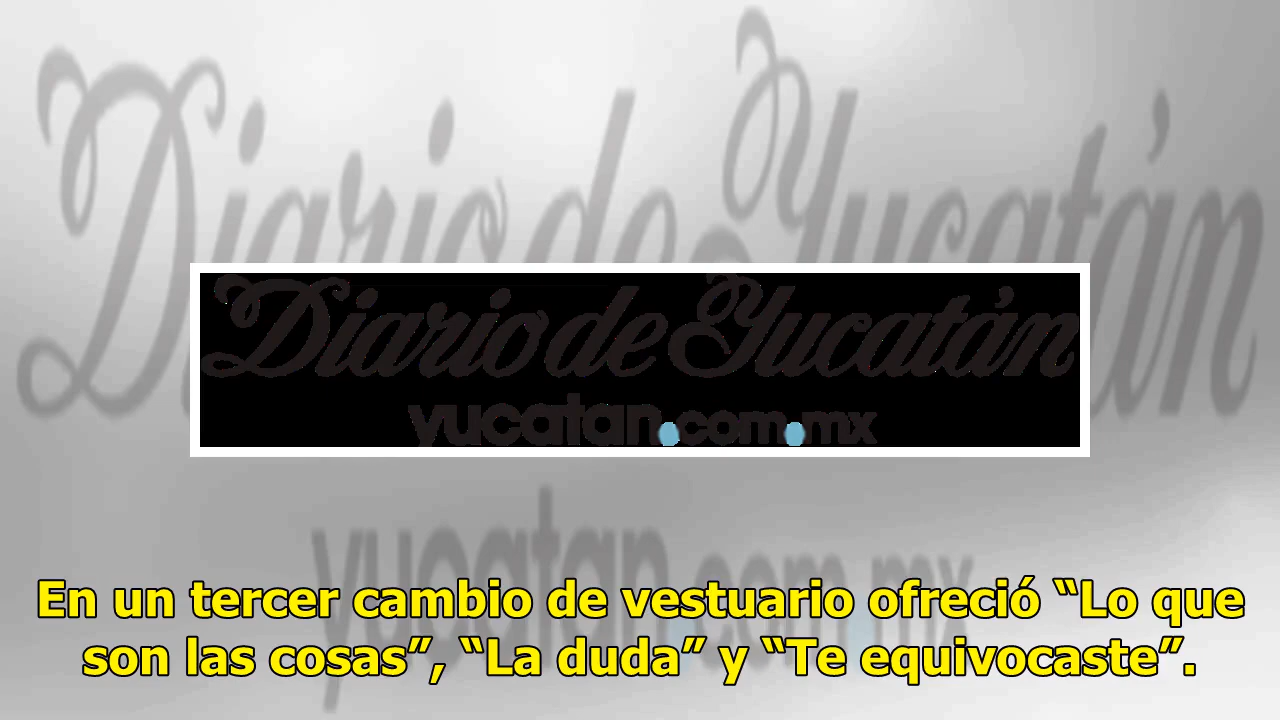 Diario de Yucatán
Diario de Yucatán
yucatan.com.mx
yucatan.com.mx
En un tercer cambio de vestuario ofreció “Lo que
son las cosas”, “La duda” y “Te equivocaste”.